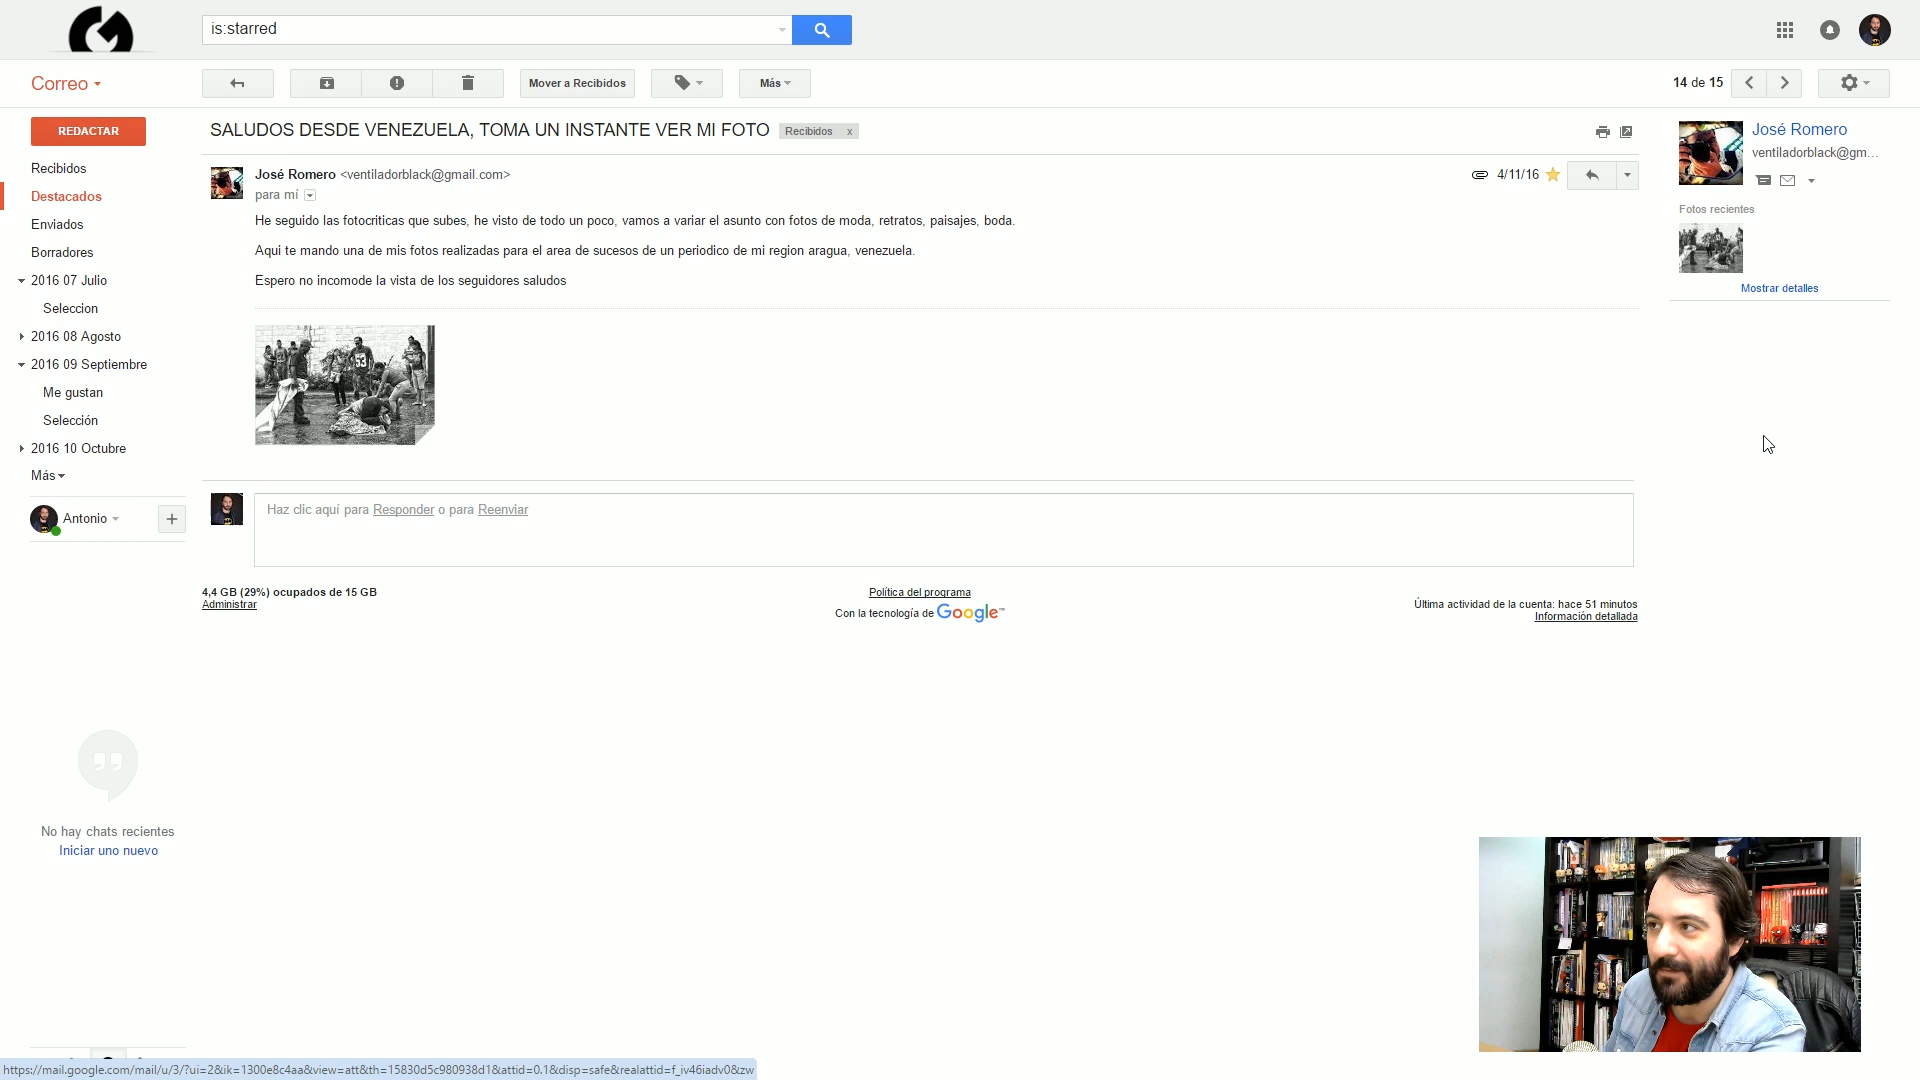 is:starred
Correo
Mover a Recibidos
Más
14 de 15
REDACTAR
SALUDOS DESDE VENEZUELA, TOMA UN INSTANTE VER MI FOTO
Recibidos x
José Romero
ventiladorblack@gm...
Fotos recientes
Mostrar detalles
Recibidos
Destacados
Enviados
Borradores
2016 07 Julio
Seleccion
2016 08 Agosto
2016 09 Septiembre
Me gustan
Selección
2016 10 Octubre
Más
Antonio
José Romero <ventiladorblack@gmail.com>
4/11/16
para mí
He seguido las fotocriticas que subes, he visto de todo un poco, vamos a variar el asunto con fotos de moda, retratos, paisajes, boda.
Aqui te mando una de mis fotos realizadas para el area de sucesos de un periodico de mi region aragua, venezuela.
Espero no incomode la vista de los seguidores saludos
53
Haz clic aquí para Responder o para Reenviar
4,4 GB (29%) ocupados de 15 GB
Administrar
Política del programa
Con la tecnología de Google™
Última actividad de la cuenta: hace 51 minutos
Información detallada
No hay chats recientes
Iniciar uno nuevo
https://mail.google.com/mail/u/3/?ui=2&ik=1300e8c4aa&view=att&th=15830d5c980938d1&attid=0.1&disp=safe&realattid=f_iv46iadv0&zw